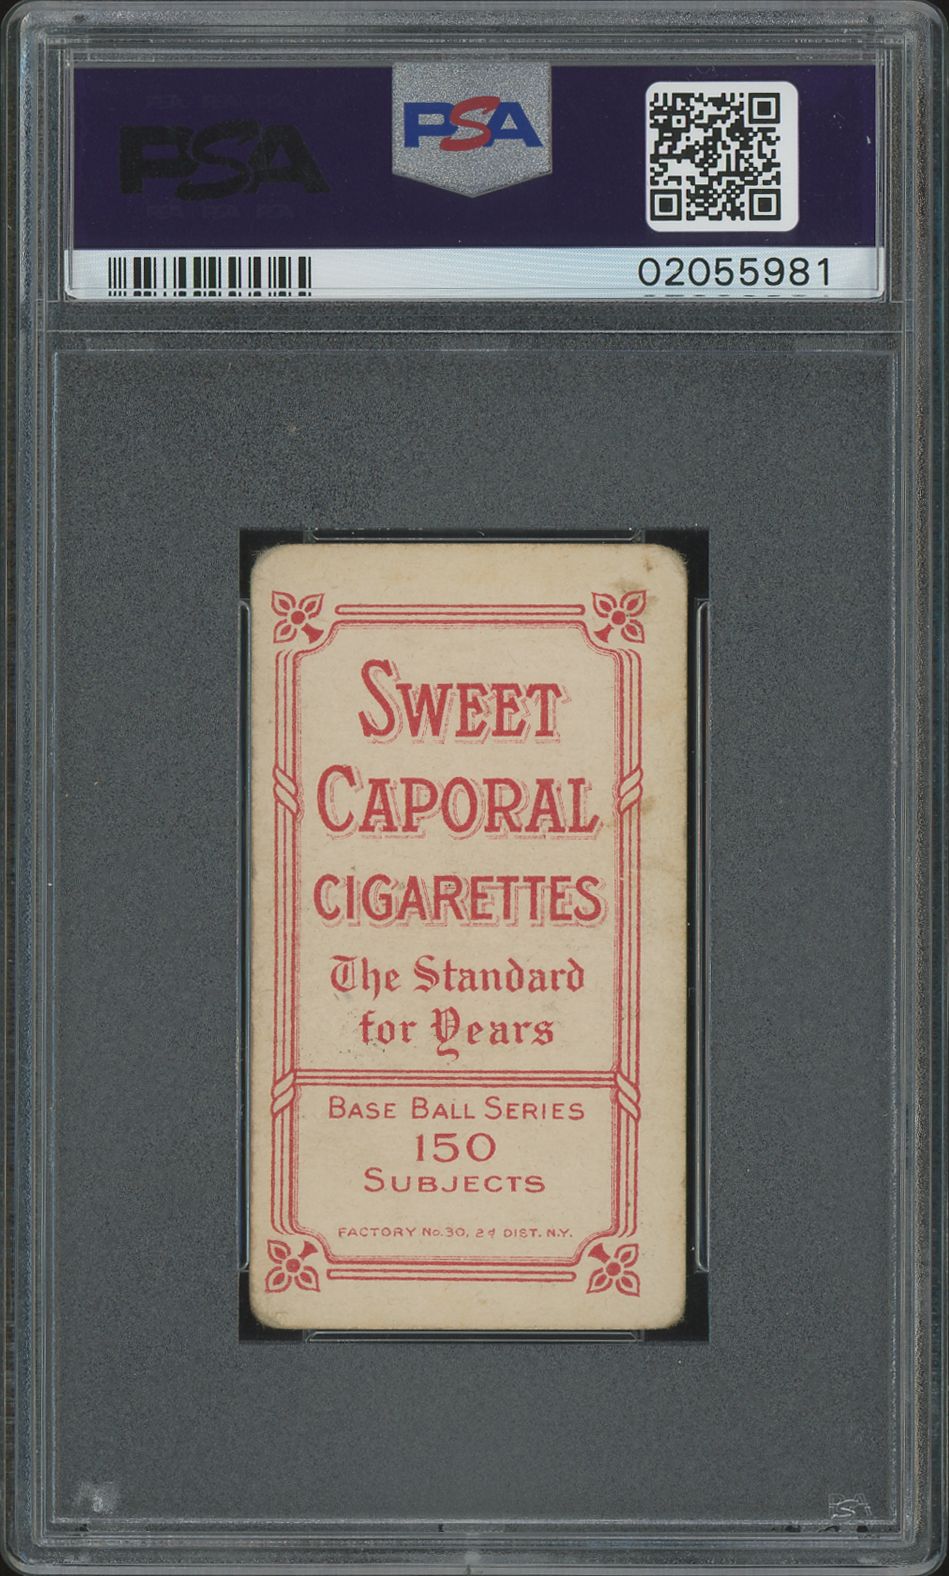 PSA
PSA
02055981
SWEET
CAPORAL
CIGARETTES
The Standard
for Years
BASE BALL SERIES
150
SUBJECTS
FACTORY No. 30, 2d DIST. N.Y.
PSA